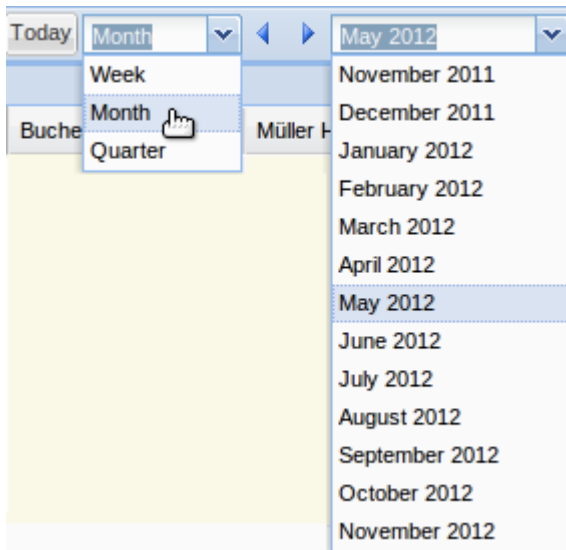 Today Month May 2012
Week
Month
Quarter
Buche Müller H
November 2011
December 2011
January 2012
February 2012
March 2012
April 2012
May 2012
June 2012
July 2012
August 2012
September 2012
October 2012
November 2012